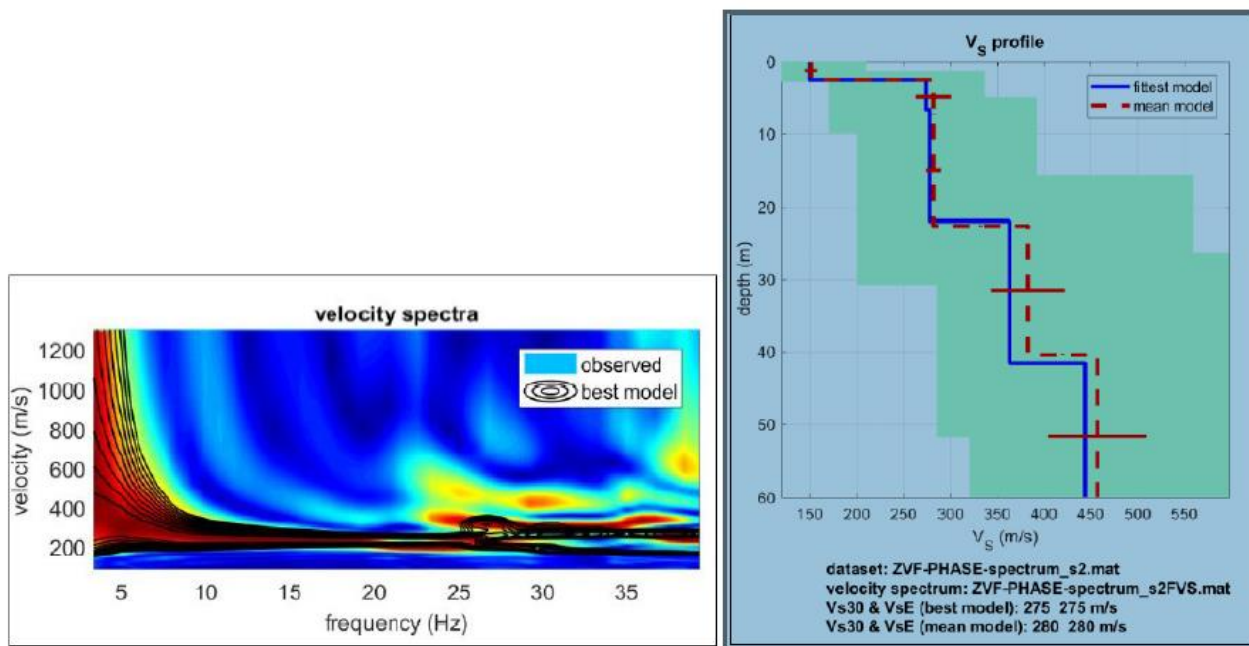 velocity spectra
observed
best model
velocity (m/s)
1200
1000
800
600
400
200
5 10 15 20 25 30 35
frequency (Hz)
V_S profile
fittest model
mean model
depth (m)
0
10
20
30
40
50
60
150 200 250 300 350 400 450 500 550
V_S (m/s)
dataset: ZVF-PHASE-spectrum_s2.mat
velocity spectrum: ZVF-PHASE-spectrum_s2FVS.mat
Vs30 & VsE (best model): 275 275 m/s
Vs30 & VsE (mean model): 280 280 m/s